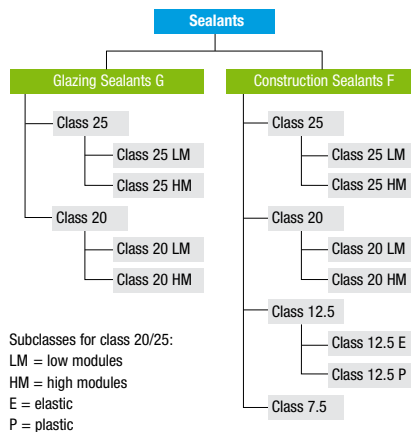 Sealants
Glazing Sealants G
Class 25
Class 25 LM
Class 25 HM
Class 20
Class 20 LM
Class 20 HM
Construction Sealants F
Class 25
Class 25 LM
Class 25 HM
Class 20
Class 20 LM
Class 20 HM
Class 12.5
Class 12.5 E
Class 12.5 P
Class 7.5
Subclasses for class 20/25:
LM = low modules
HM = high modules
E = elastic
P = plastic